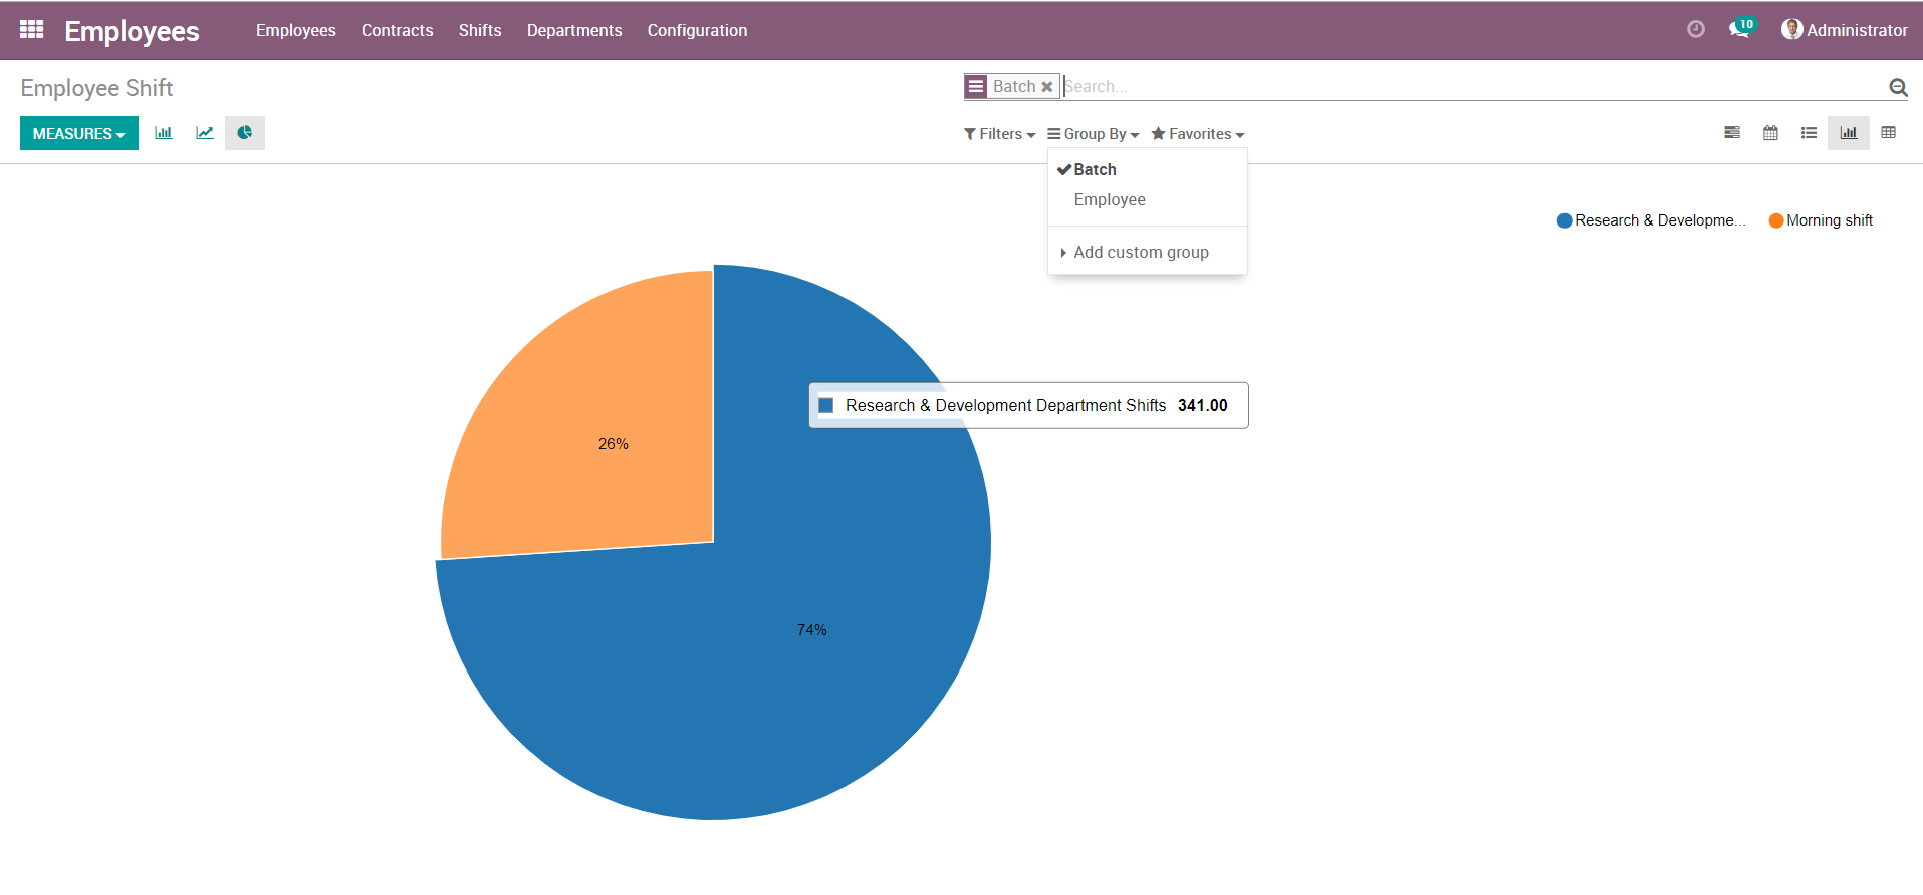 Employees Employees Contracts Shifts Departments Configuration 10 Administrator
Employee Shift
Batch Search...
MEASURES Filters Group By Favorites
Batch
Employee
Add custom group
Research & Developme... Morning shift
Research & Development Department Shifts 341.00
26%
74%